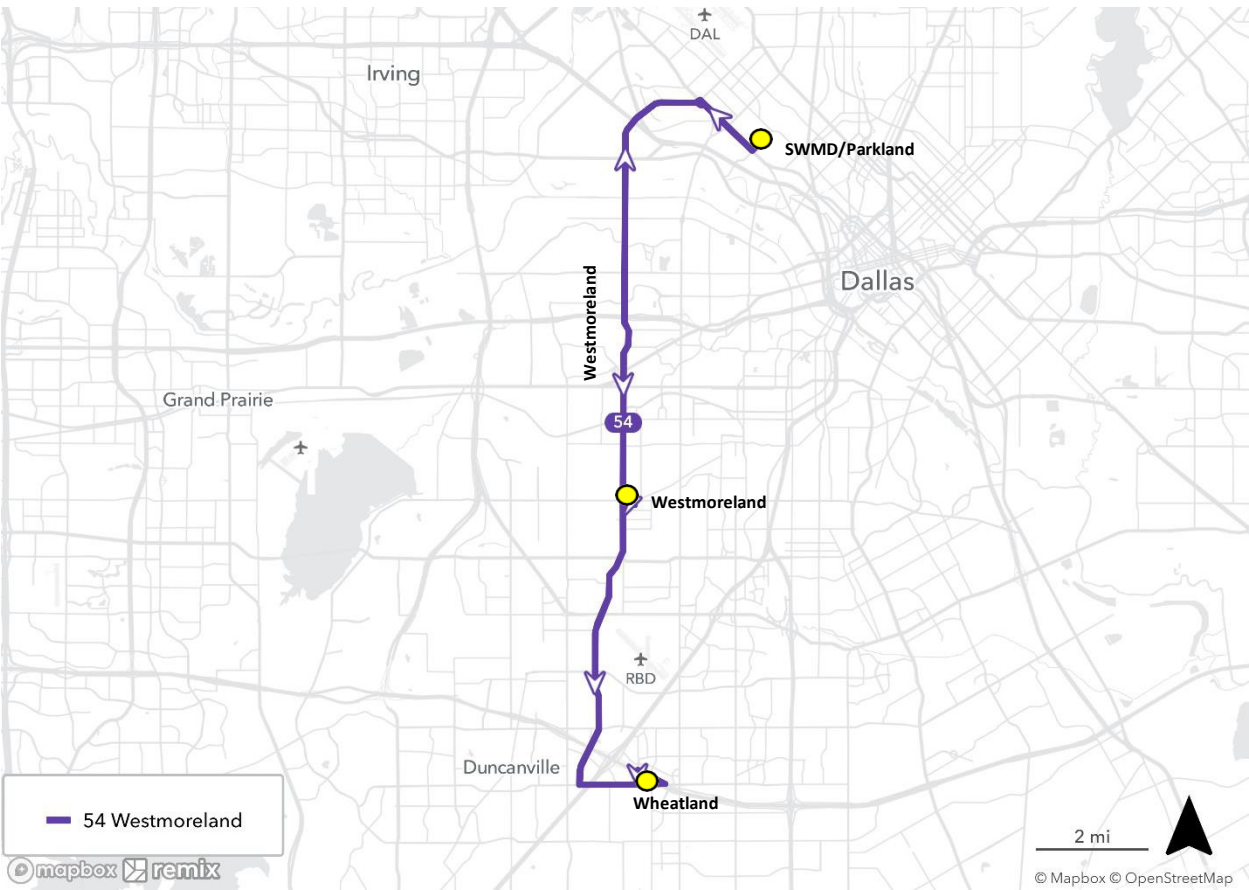 DAL
Irving
SWMD/Parkland
Westmoreland
Dallas
Grand Prairie
54
Westmoreland
RBD
Duncanville
Wheatland
54 Westmoreland
2 mi
mapbox remix
© Mapbox © OpenStreetMap